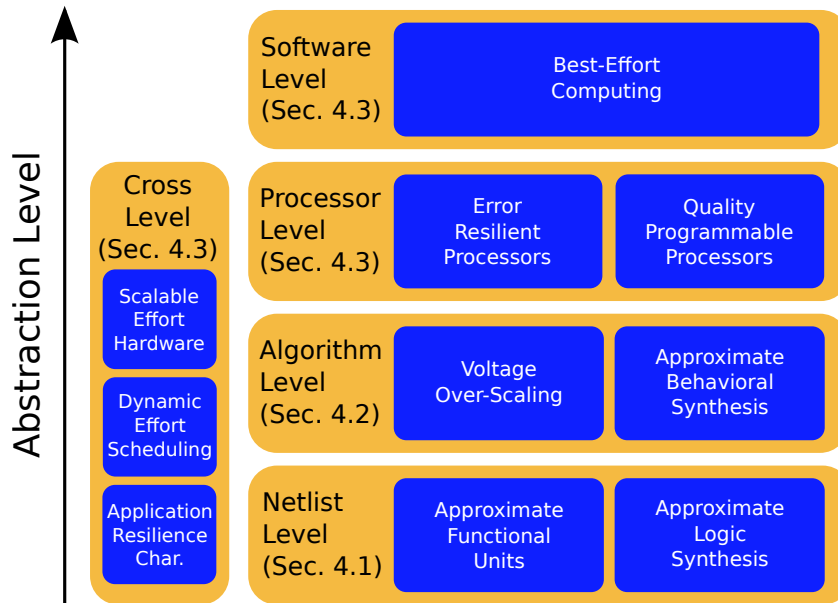 Abstraction Level
Cross
Level
(Sec. 4.3)
Scalable
Effort
Hardware
Dynamic
Effort
Scheduling
Application
Resilience
Char.
Software
Level
(Sec. 4.3)
Best-Effort
Computing
Processor
Level
(Sec. 4.3)
Error
Resilient
Processors
Quality
Programmable
Processors
Algorithm
Level
(Sec. 4.2)
Voltage
Over-Scaling
Approximate
Behavioral
Synthesis
Netlist
Level
(Sec. 4.1)
Approximate
Functional
Units
Approximate
Logic
Synthesis